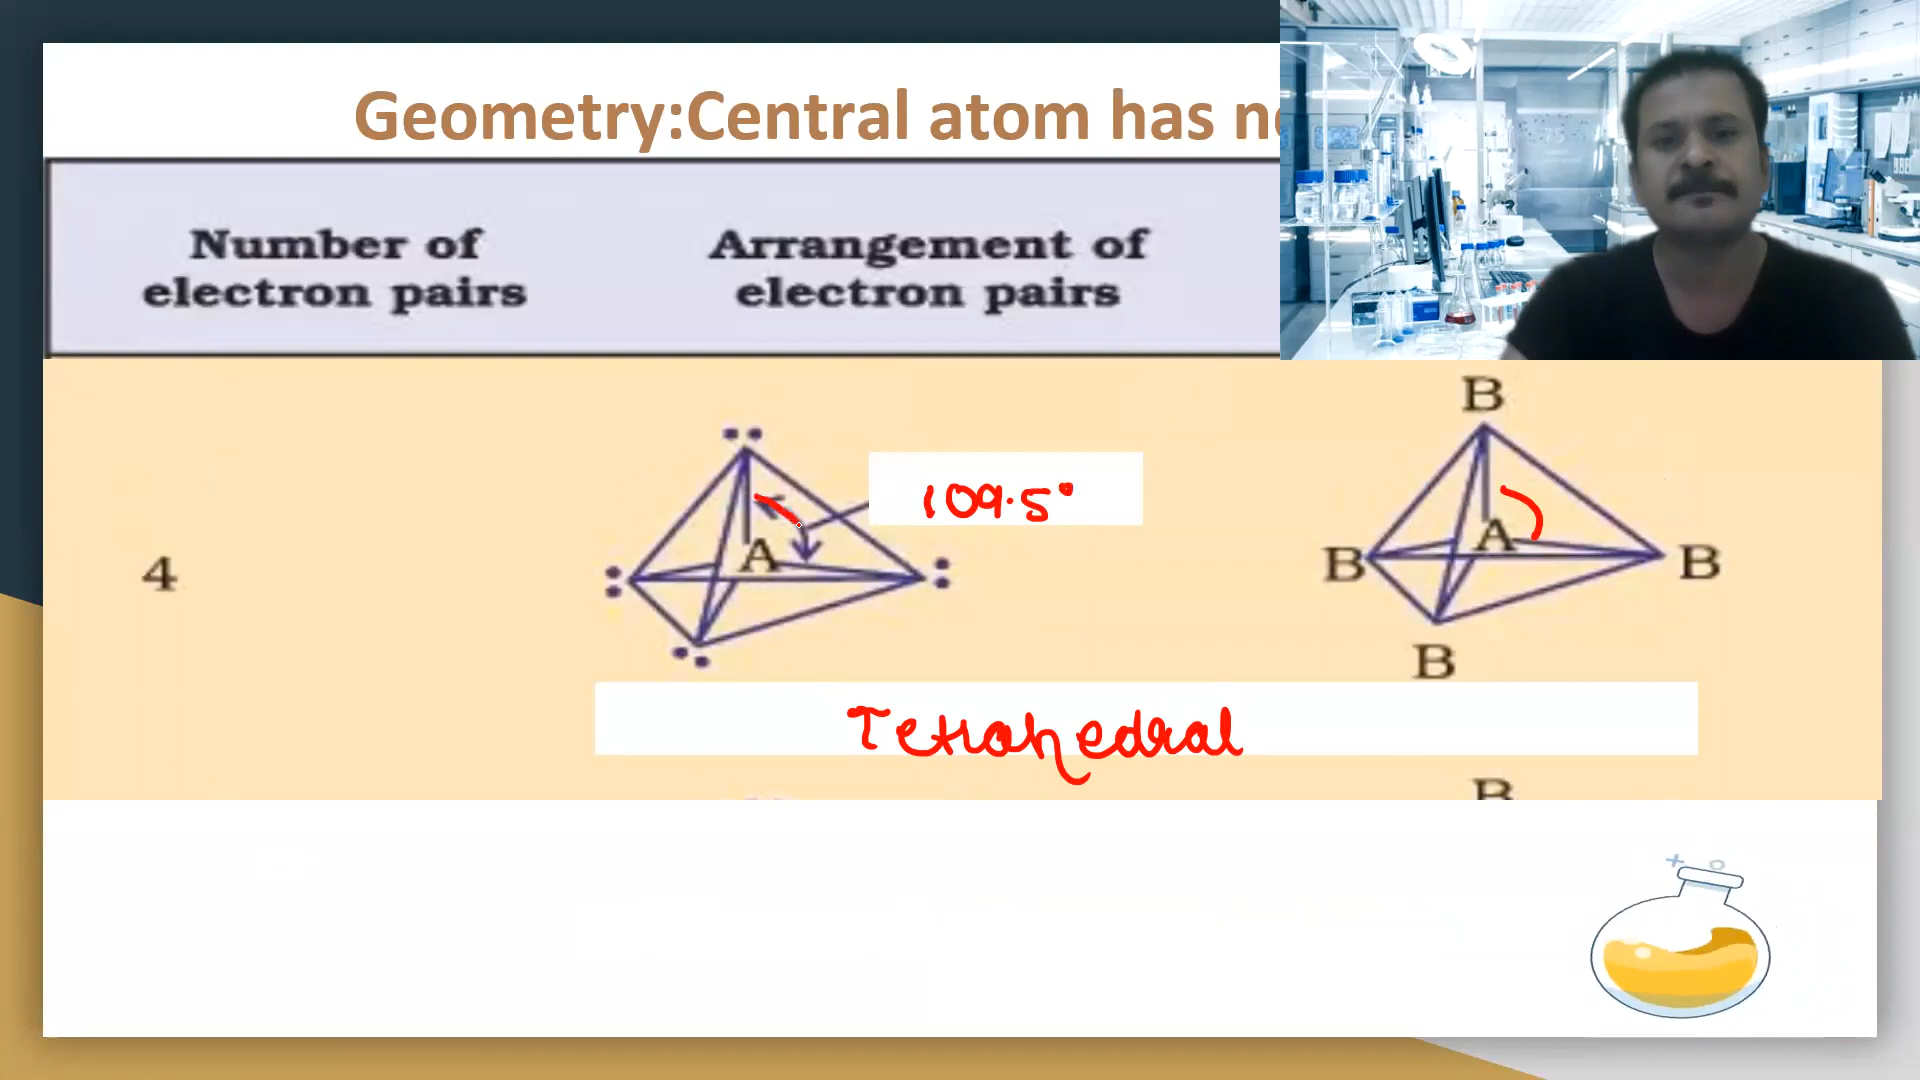 Geometry:Central atom has
Number of
electron pairs
Arrangement of
electron pairs
4
A
109.5°
B
B
A
B
B
Tetrahedral
B